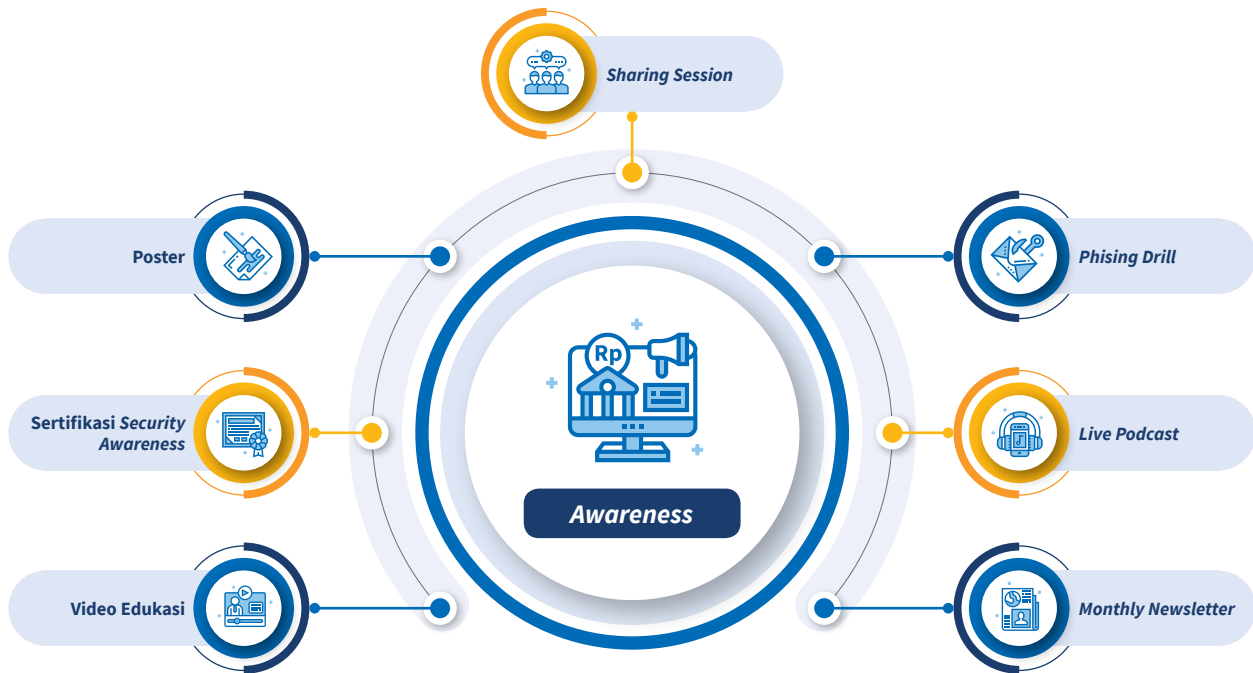 Sharing Session
Poster
Phising Drill
Sertifikasi Security
Awareness
Live Podcast
Video Edukasi
Monthly Newsletter
Rp
Awareness